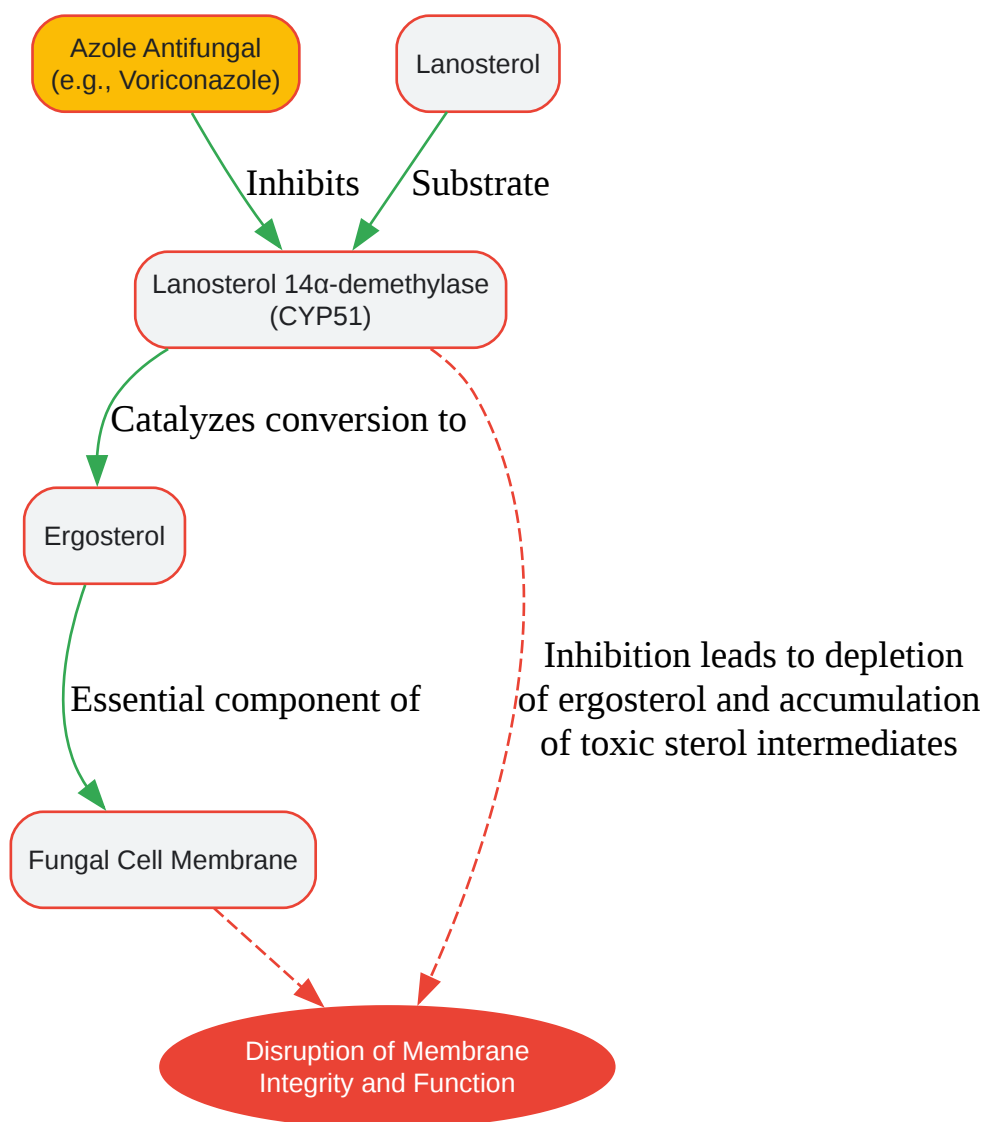 Azole Antifungal
(e.g., Voriconazole)
Lanosterol
Inhibits
Substrate
Lanosterol 14α-demethylase
(CYP51)
Catalyzes conversion to
Ergosterol
Inhibition leads to depletion
of ergosterol and accumulation
of toxic sterol intermediates
Essential component of
Fungal Cell Membrane
Disruption of Membrane
Integrity and Function